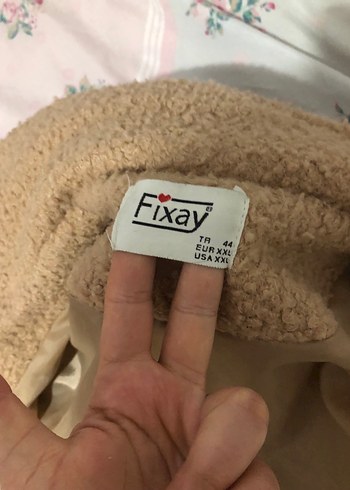 Fixay®
TR 44
EUR XXL
USA XXL